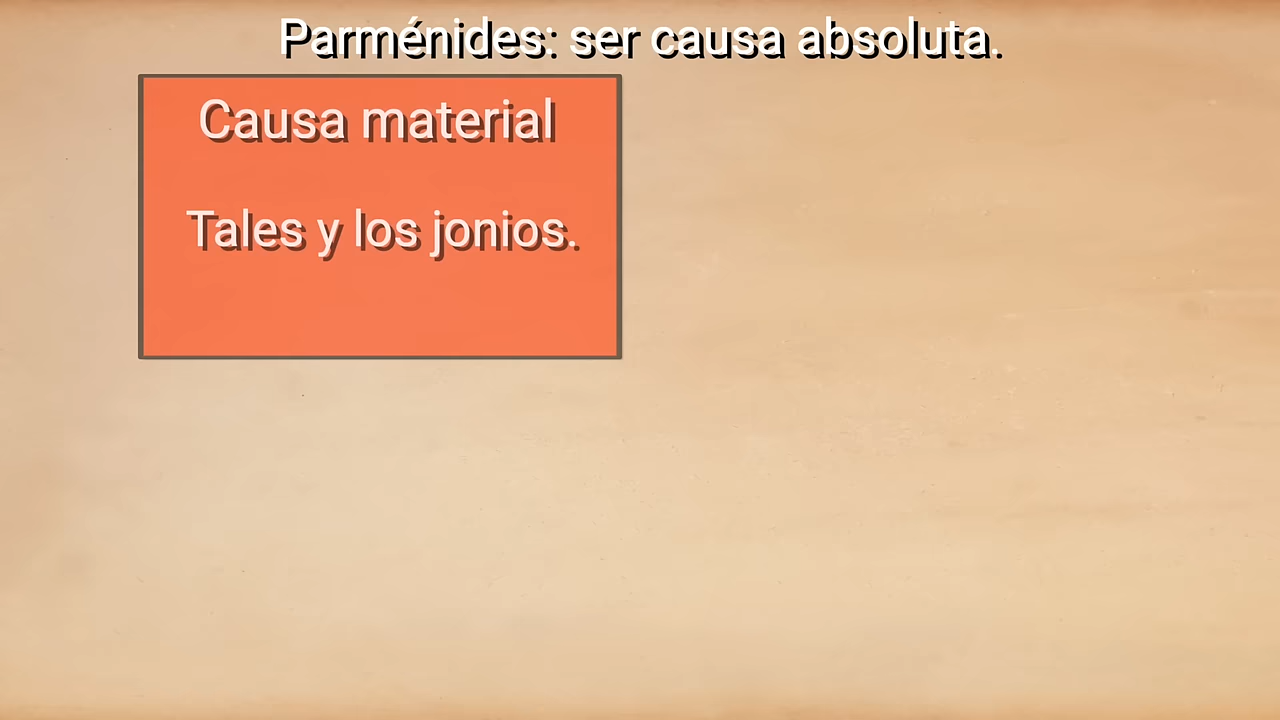 Parménides: ser causa absoluta.
Causa material
Tales y los jonios.